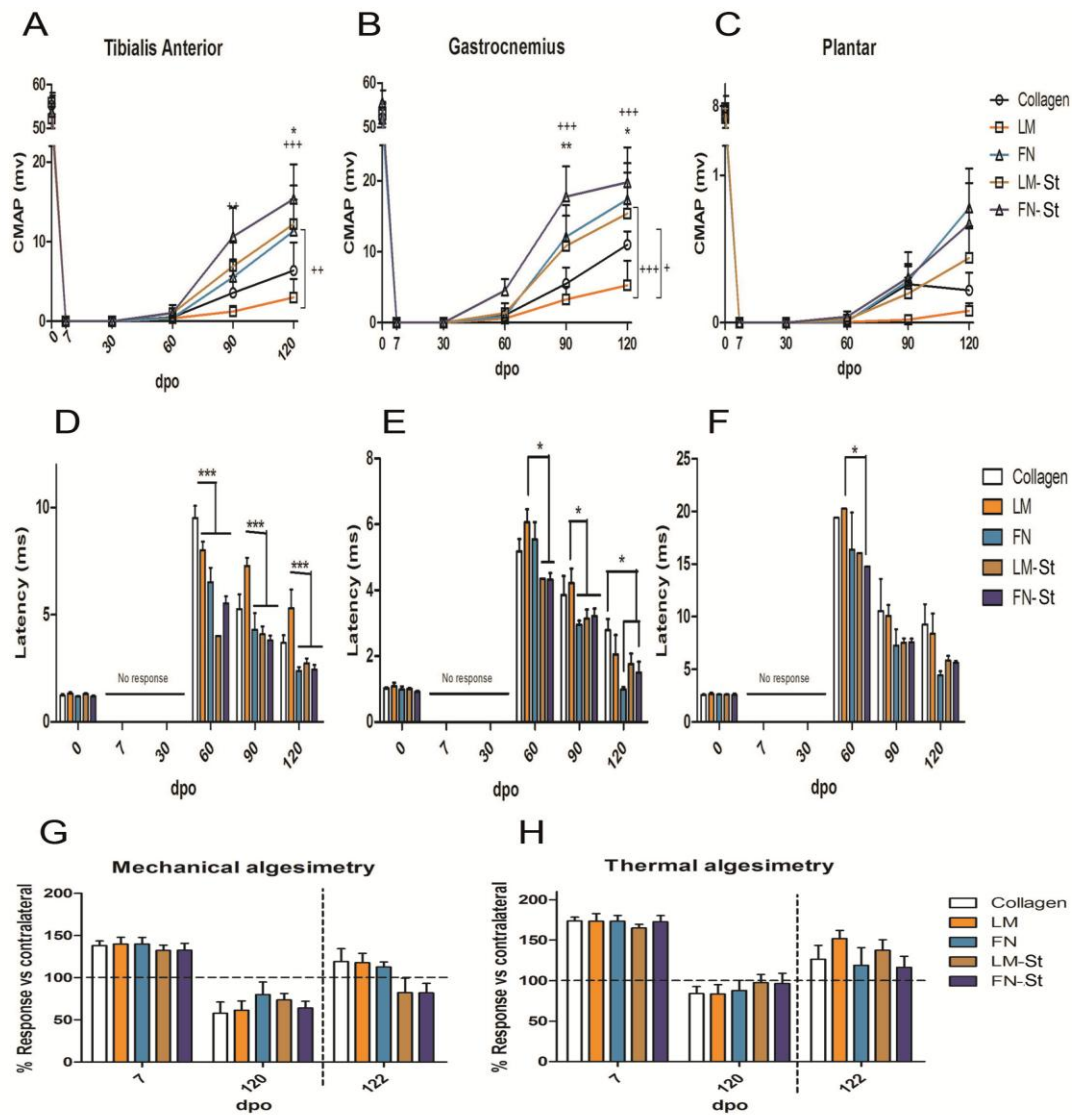 A
B
C
Tibialis Anterior
Gastrocnemius
Plantar
CMAP (mv)
60
50
20
10
0
++
*
+++
++
0
7
30
60
90
120
dpo
CMAP (mv)
60
50
20
10
0
+++
**
+++
*
+++
+
0
7
30
60
90
120
dpo
CMAP (mv)
8
1
0
0
7
30
60
90
120
dpo
Collagen
LM
FN
LM-St
FN-St
D
E
F
Latency (ms)
10
5
0
No response
***
***
***
0
7
30
60
90
120
dpo
Latency (ms)
8
6
4
2
0
No response
*
*
*
0
7
30
60
90
120
dpo
Latency (ms)
25
20
15
10
5
0
No response
*
0
7
30
60
90
120
dpo
Collagen
LM
FN
LM-St
FN-St
G
H
Mechanical algesimetry
Thermal algesimetry
% Response vs contralateral
200
150
100
50
0
7
120
122
dpo
% Response vs contralateral
200
150
100
50
0
7
120
122
dpo
Collagen
LM
FN
LM-St
FN-St